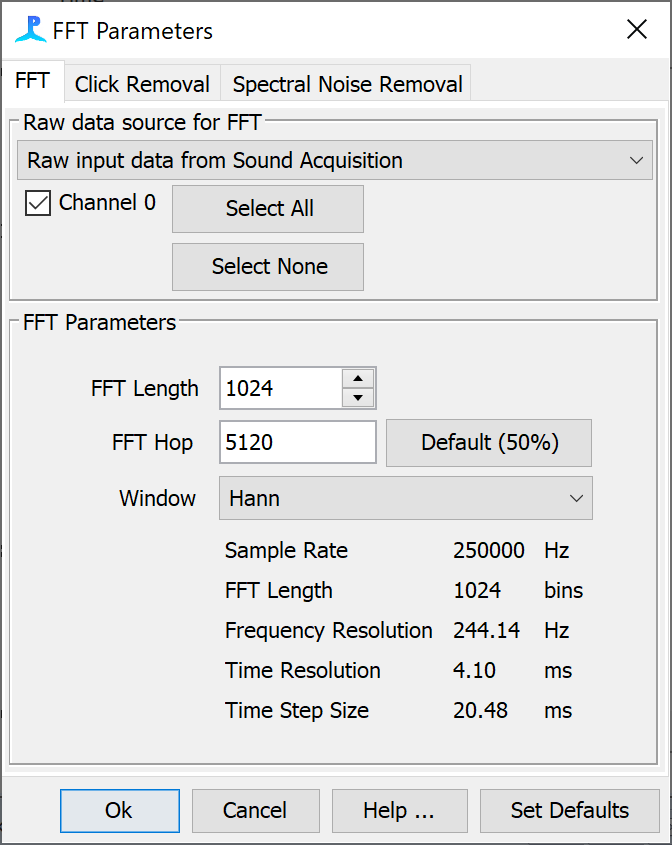 FFT Parameters
FFT
Click Removal
Spectral Noise Removal
Raw data source for FFT
Raw input data from Sound Acquisition
Channel 0
Select All
Select None
FFT Parameters
FFT Length 1024
FFT Hop 5120 Default (50%)
Window Hann
Sample Rate 250000 Hz
FFT Length 1024 bins
Frequency Resolution 244.14 Hz
Time Resolution 4.10 ms
Time Step Size 20.48 ms
Ok Cancel Help ... Set Defaults